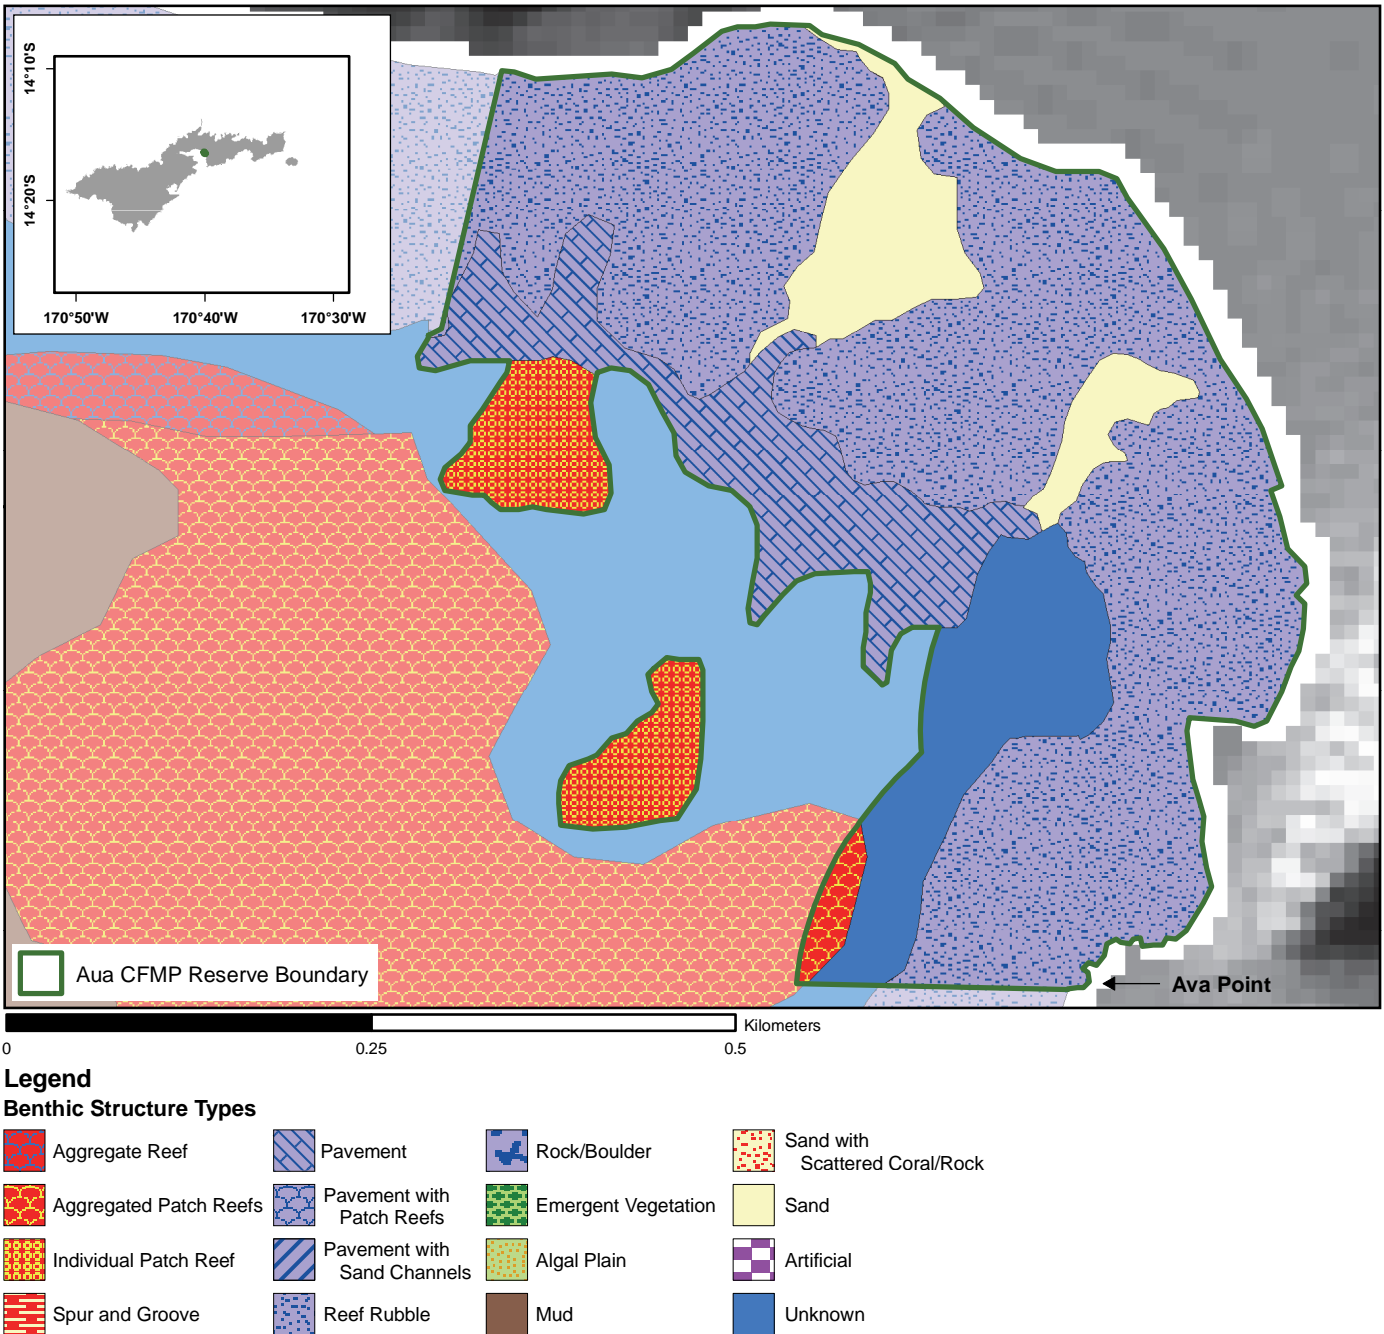 14°10'S
14°20'S
170°50'W 170°40'W 170°30'W
Aua CFMP Reserve Boundary
Ava Point
Kilometers
0 0.25 0.5
Legend
Benthic Structure Types
Aggregate Reef
Aggregated Patch Reefs
Individual Patch Reef
Spur and Groove
Pavement
Pavement with
Patch Reefs
Pavement with
Sand Channels
Reef Rubble
Rock/Boulder
Emergent Vegetation
Algal Plain
Mud
Sand with
Scattered Coral/Rock
Sand
Artificial
Unknown